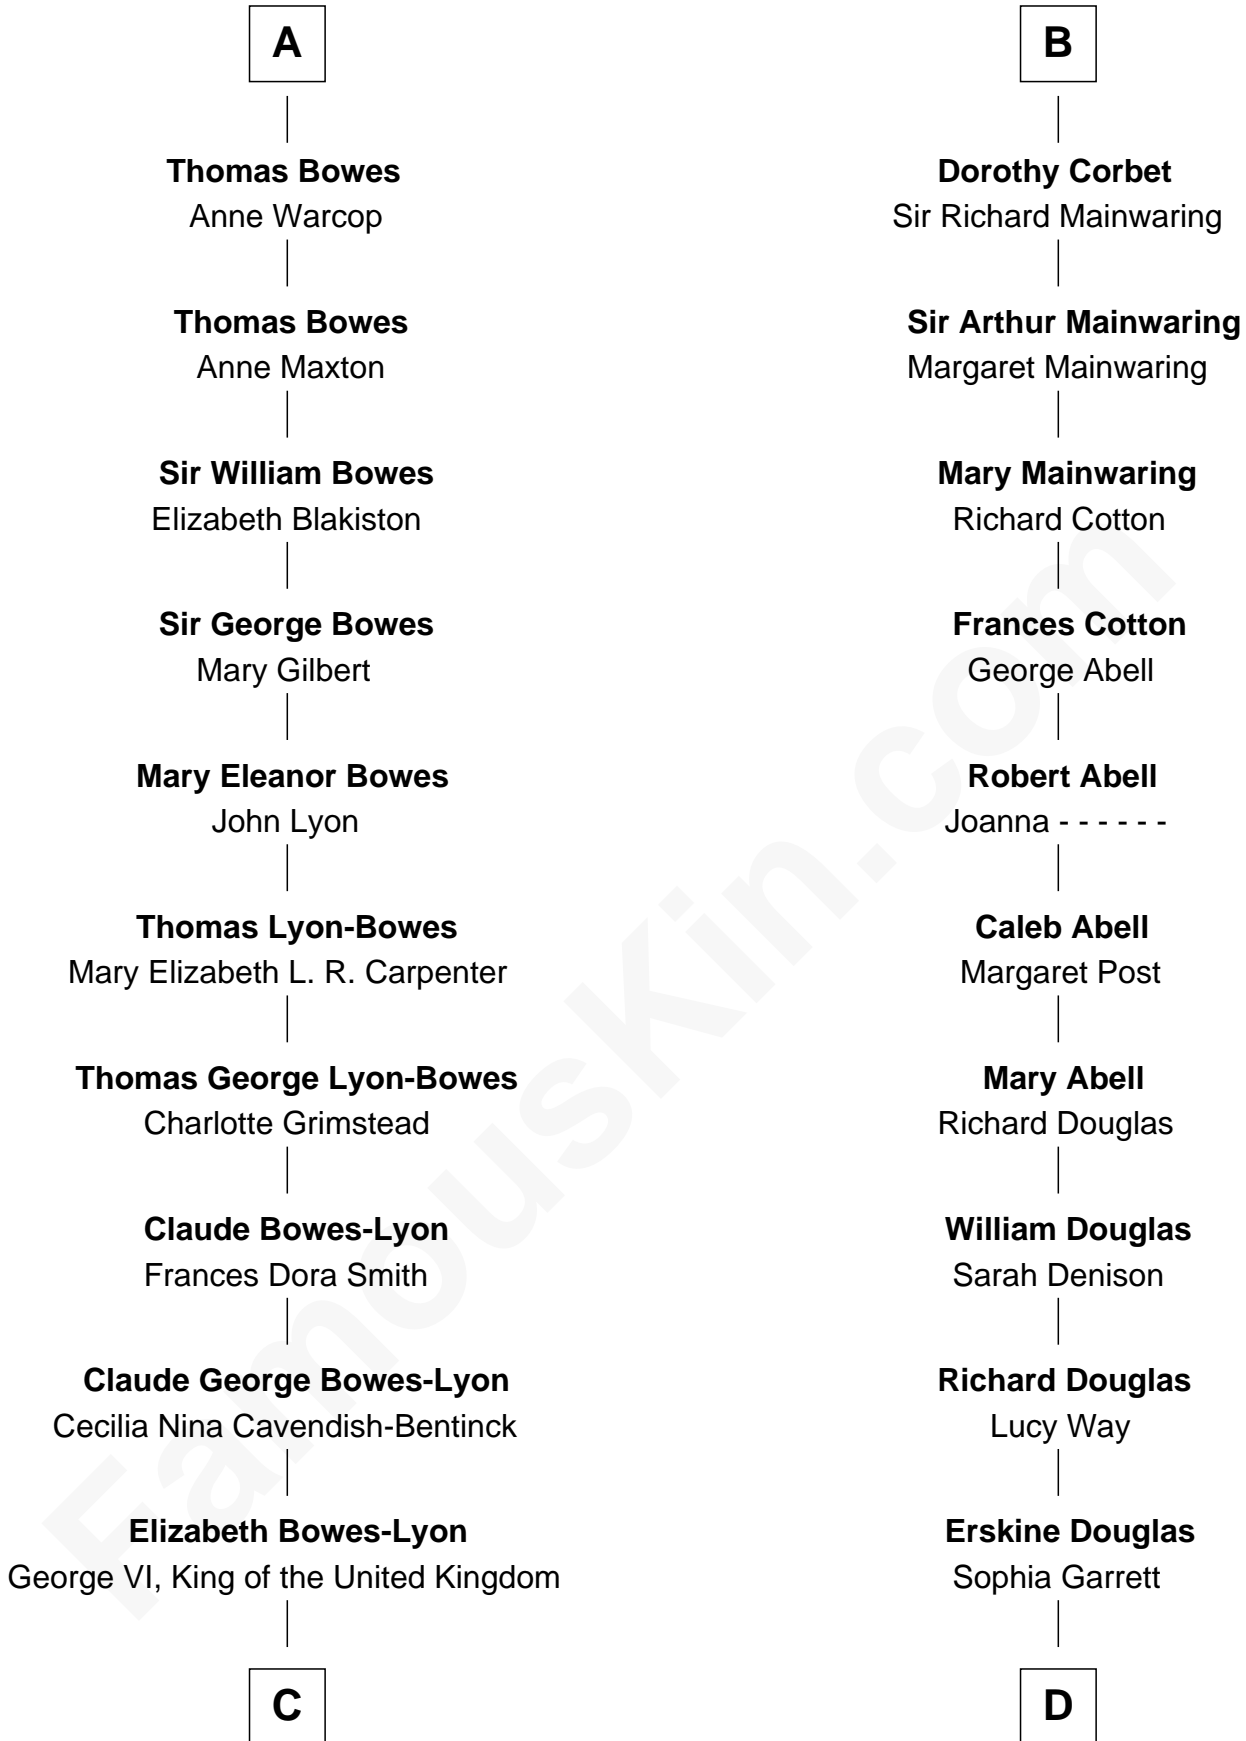 A
Thomas Bowes
Anne Warcop
Thomas Bowes
Anne Maxton
Sir William Bowes
Elizabeth Blakiston
Sir George Bowes
Mary Gilbert
Mary Eleanor Bowes
John Lyon
Thomas Lyon-Bowes
Mary Elizabeth L. R. Carpenter
Thomas George Lyon-Bowes
Charlotte Grimstead
Claude Bowes-Lyon
Frances Dora Smith
Claude George Bowes-Lyon
Cecilia Nina Cavendish-Bentinck
Elizabeth Bowes-Lyon
George VI, King of the United Kingdom
C
B
Dorothy Corbet
Sir Richard Mainwaring
Sir Arthur Mainwaring
Margaret Mainwaring
Mary Mainwaring
Richard Cotton
Frances Cotton
George Abell
Robert Abell
Joanna - - - - - -
Caleb Abell
Margaret Post
Mary Abell
Richard Douglas
William Douglas
Sarah Denison
Richard Douglas
Lucy Way
Erskine Douglas
Sophia Garrett
D
FamousKin.com